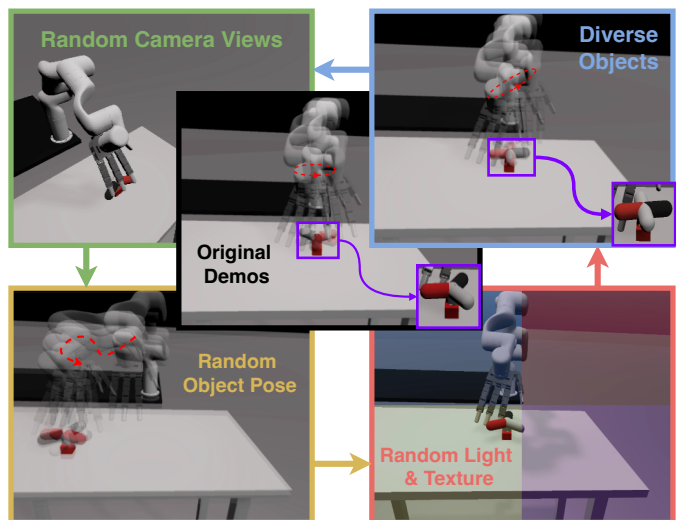 Random Camera Views
Diverse
Objects
Original
Demos
Random
Object Pose
Random Light
& Texture